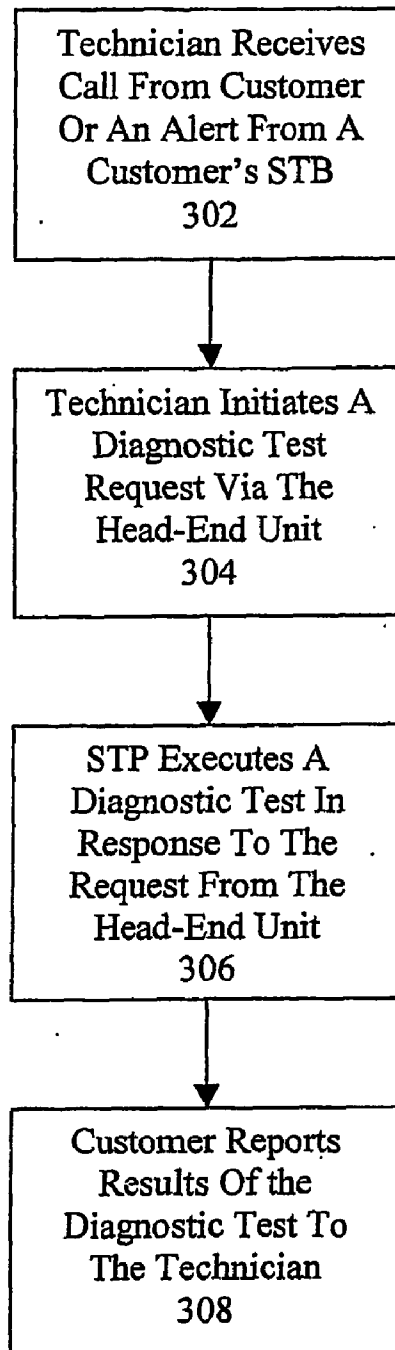 Technician Receives
Call From Customer
Or An Alert From A
Customer's STB
302
Technician Initiates A
Diagnostic Test
Request Via The
Head-End Unit
304
STP Executes A
Diagnostic Test In
Response To The
Request From The
Head-End Unit
306
Customer Reports
Results Of the
Diagnostic Test To
The Technician
308